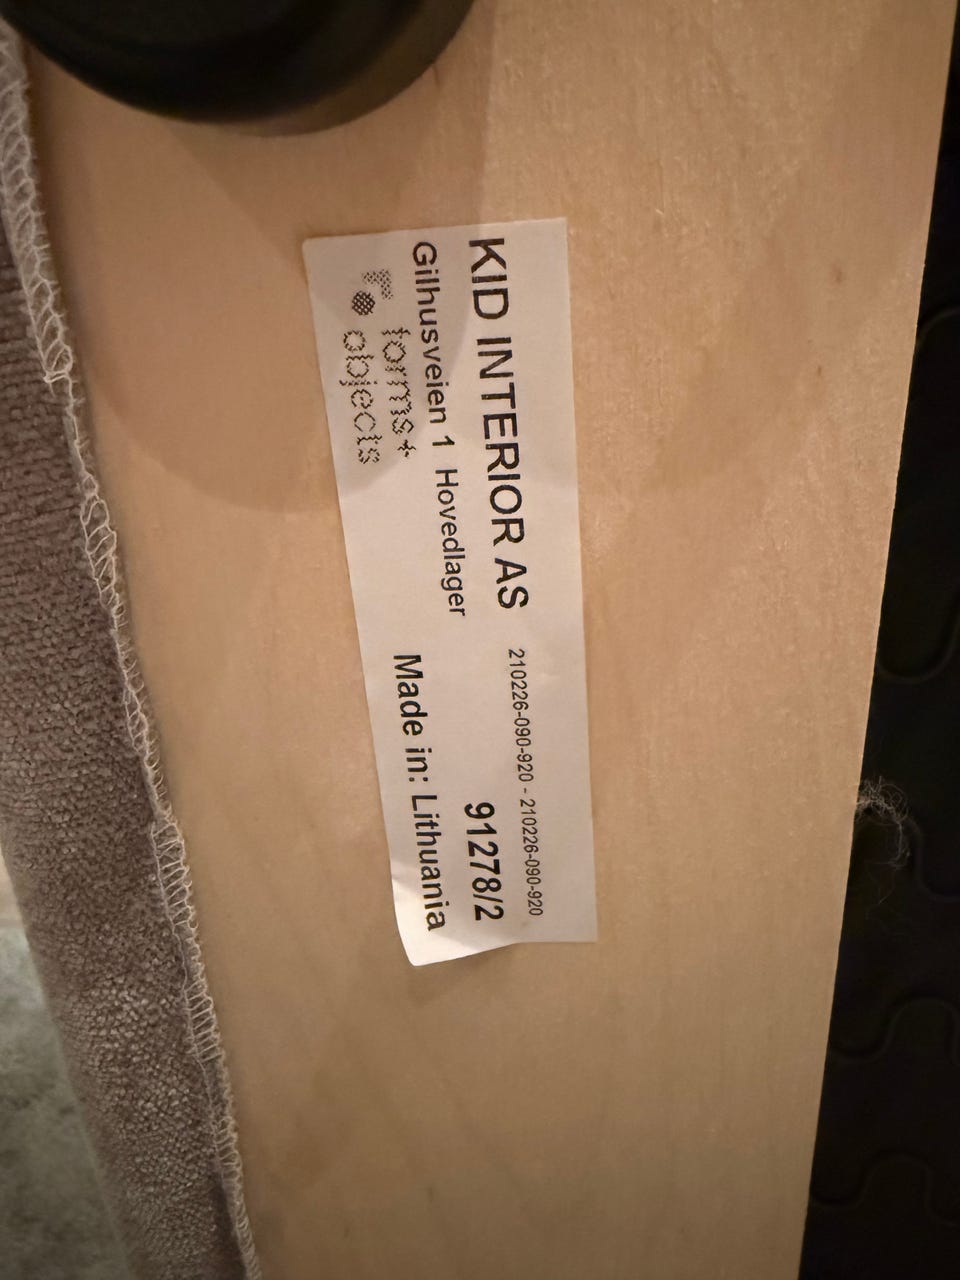 KID INTERIOR AS
Gilhusveien 1 Hovedlager
forms+
objects
210226-090-920 - 210226-090-920
91278/2
Made in: Lithuania